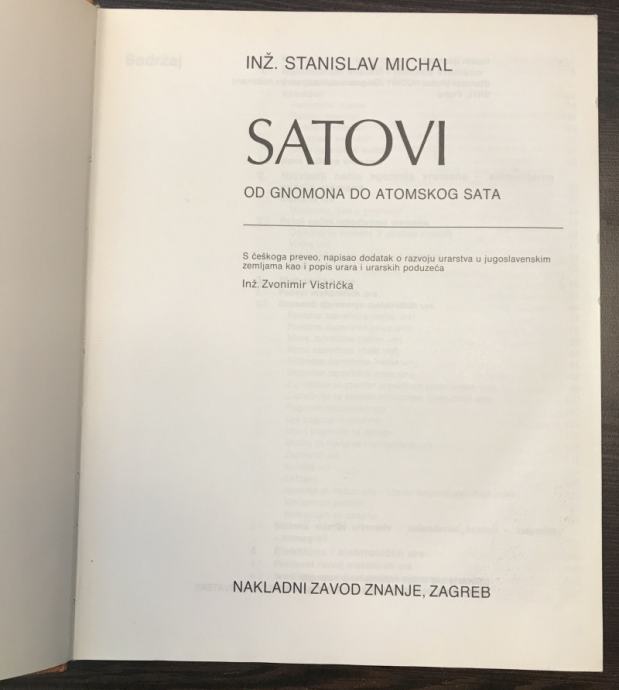 INŽ. STANISLAV MICHAL
SATOVI
OD GNOMONA DO ATOMSKOG SATA
S češkoga preveo, napisao dodatak o razvoju urarstva u jugoslavenskim
zemljama kao i popis urara i urarskih poduzeća
Inž. Zvonimir Vistrička
NAKLADNI ZAVOD ZNANJE, ZAGREB